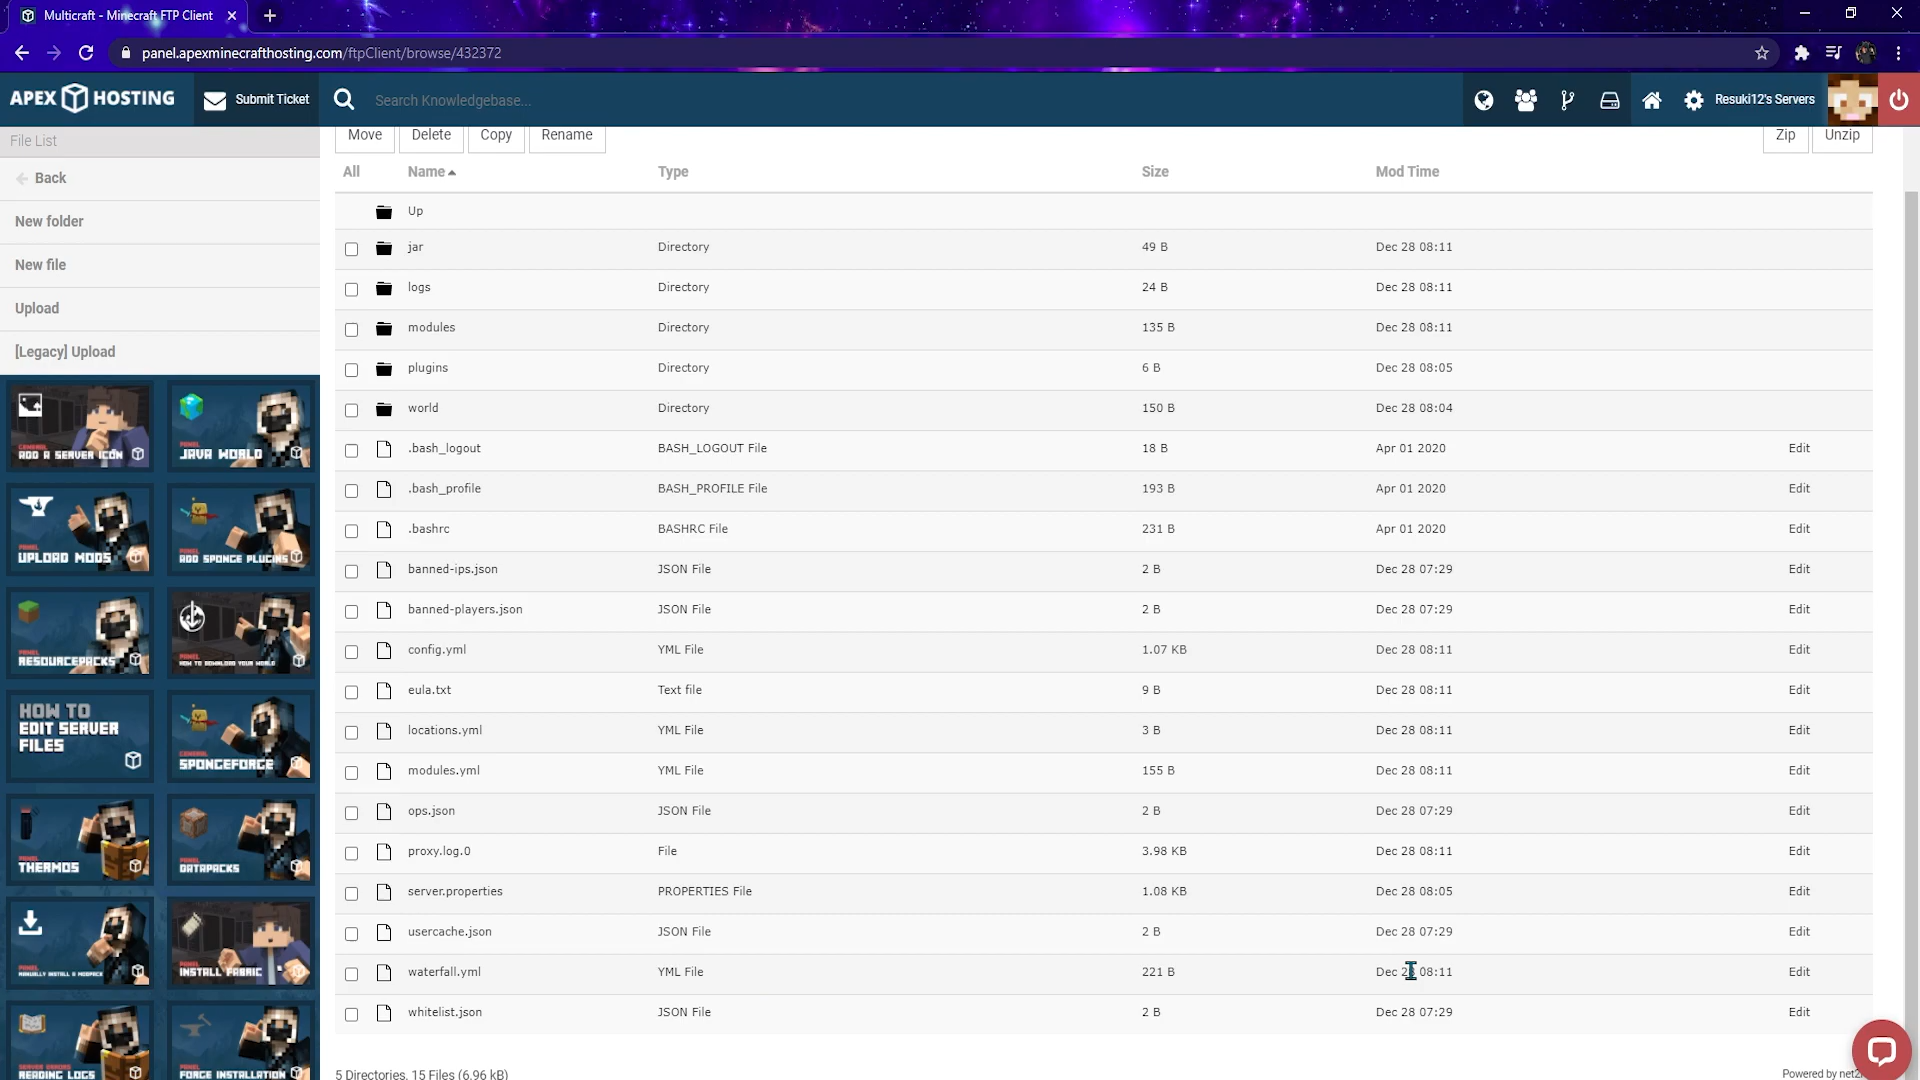 Multicraft - Minecraft FTP Client
panel.apexminecrafthosting.com/ftpClient/browse/432372
APEX HOSTING
Submit Ticket
Search Knowledgebase...
Resuki12's Servers
File List
Back
New folder
New file
Upload
[Legacy] Upload
ADD A SERVER ICON
JAVA WORLD
UPLOAD MODS
ADD SPONGE PLUGINS
RESOURCEPACKS
HOW TO DOWNLOAD YOUR WORLD
HOW TO
EDIT SERVER
FILES
SPONGEFORGE
THERMOS
DATAPACKS
MANUALLY INSTALL A MODPACK
INSTALL FABRIC
READING LOGS
FORGE INSTALLATION
Move Delete Copy Rename Zip Unzip
All Name Type Size Mod Time
Up
jar Directory 49 B Dec 28 08:11
logs Directory 24 B Dec 28 08:11
modules Directory 135 B Dec 28 08:11
plugins Directory 6 B Dec 28 08:05
world Directory 150 B Dec 28 08:04
.bash_logout BASH_LOGOUT File 18 B Apr 01 2020 Edit
.bash_profile BASH_PROFILE File 193 B Apr 01 2020 Edit
.bashrc BASHRC File 231 B Apr 01 2020 Edit
banned-ips.json JSON File 2 B Dec 28 07:29 Edit
banned-players.json JSON File 2 B Dec 28 07:29 Edit
config.yml YML File 1.07 KB Dec 28 08:11 Edit
eula.txt Text file 9 B Dec 28 08:11 Edit
locations.yml YML File 3 B Dec 28 08:11 Edit
modules.yml YML File 155 B Dec 28 08:11 Edit
ops.json JSON File 2 B Dec 28 07:29 Edit
proxy.log.0 File 3.98 KB Dec 28 08:11 Edit
server.properties PROPERTIES File 1.08 KB Dec 28 08:05 Edit
usercache.json JSON File 2 B Dec 28 07:29 Edit
waterfall.yml YML File 221 B Dec 28 08:11 Edit
whitelist.json JSON File 2 B Dec 28 07:29 Edit
5 Directories, 15 Files (6.96 kB)
Powered by